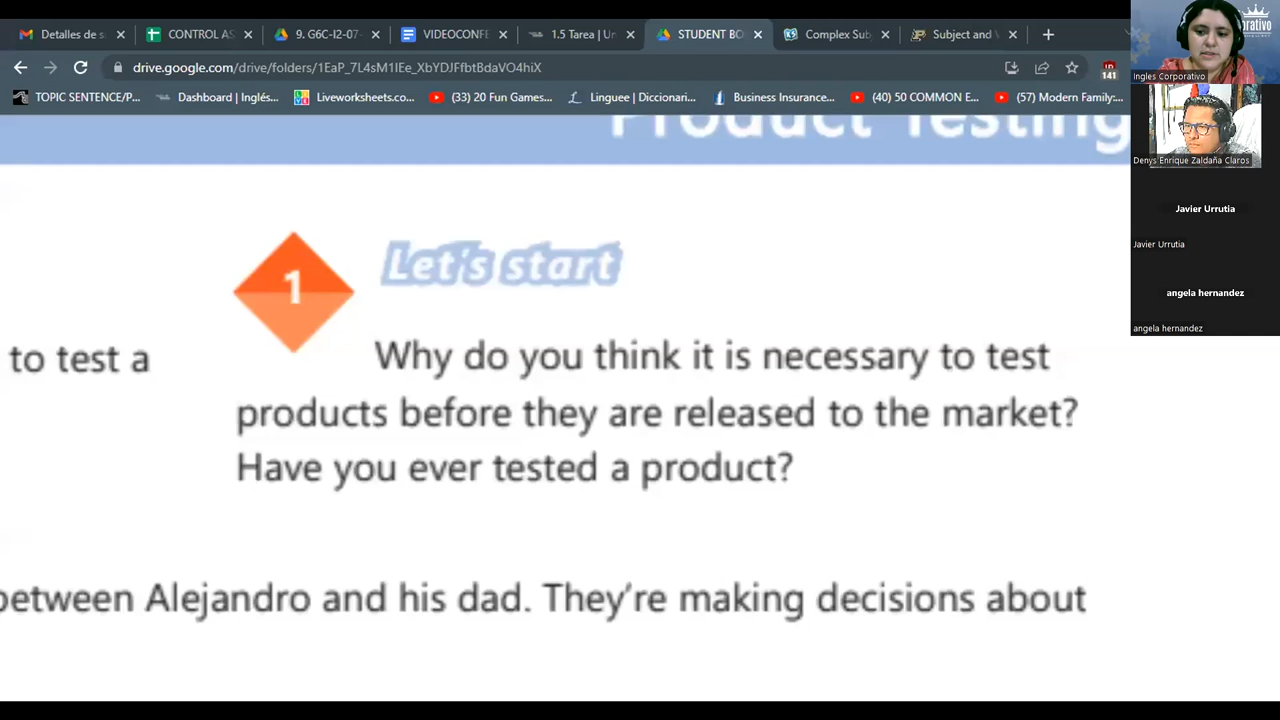 Detalles de s
CONTROL AS
9. G6C-I2-07-
VIDEOCONFE
1.5 Tarea | Un
STUDENT BO
Complex Sub
Subject and V
drive.google.com/drive/folders/1EaP_7L4sM1IEe_XbYDJFfbtBdaVO4hiX
141
TOPIC SENTENCE/P...
Dashboard | Inglés...
Liveworksheets.co...
(33) 20 Fun Games...
Linguee | Diccionari...
Business Insurance...
(40) 50 COMMON E...
(57) Modern Family:...
Product Testing
1
Let's start
to test a
Why do you think it is necessary to test
products before they are released to the market?
Have you ever tested a product?
between Alejandro and his dad. They're making decisions about
orativo
Ingles Corporativo
Denys Enrique Zaldaña Claros
Javier Urrutia
Javier Urrutia
angela hernandez
angela hernandez